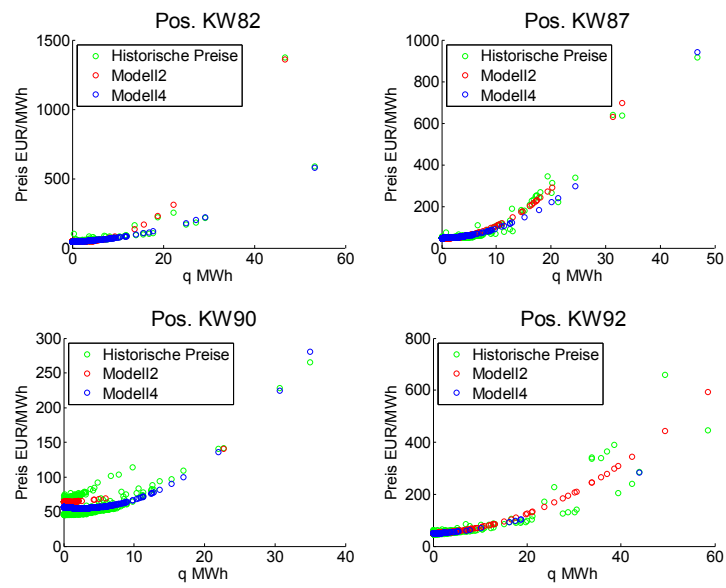 Pos. KW82
Pos. KW87
1500
1000
500
0
Preis EUR/MWh
Historische Preise
Modell2
Modell4
0 20 40 60
q MWh
1000
800
600
400
200
0
Preis EUR/MWh
Historische Preise
Modell2
Modell4
0 10 20 30 40 50
q MWh
Pos. KW90
Pos. KW92
300
250
200
150
100
50
0
Preis EUR/MWh
Historische Preise
Modell2
Modell4
0 10 20 30 40
q MWh
800
600
400
200
0
Preis EUR/MWh
Historische Preise
Modell2
Modell4
0 10 20 30 40 50 60
q MWh